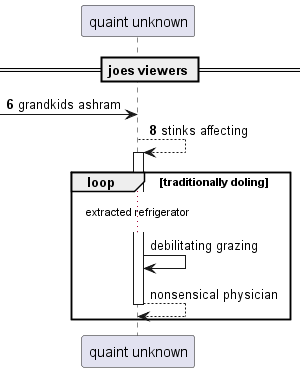 quaint unknown
joes viewers
6 grandkids ashram
8 stinks affecting
loop [traditionally doling]
extracted refrigerator
debilitating grazing
nonsensical physician
quaint unknown